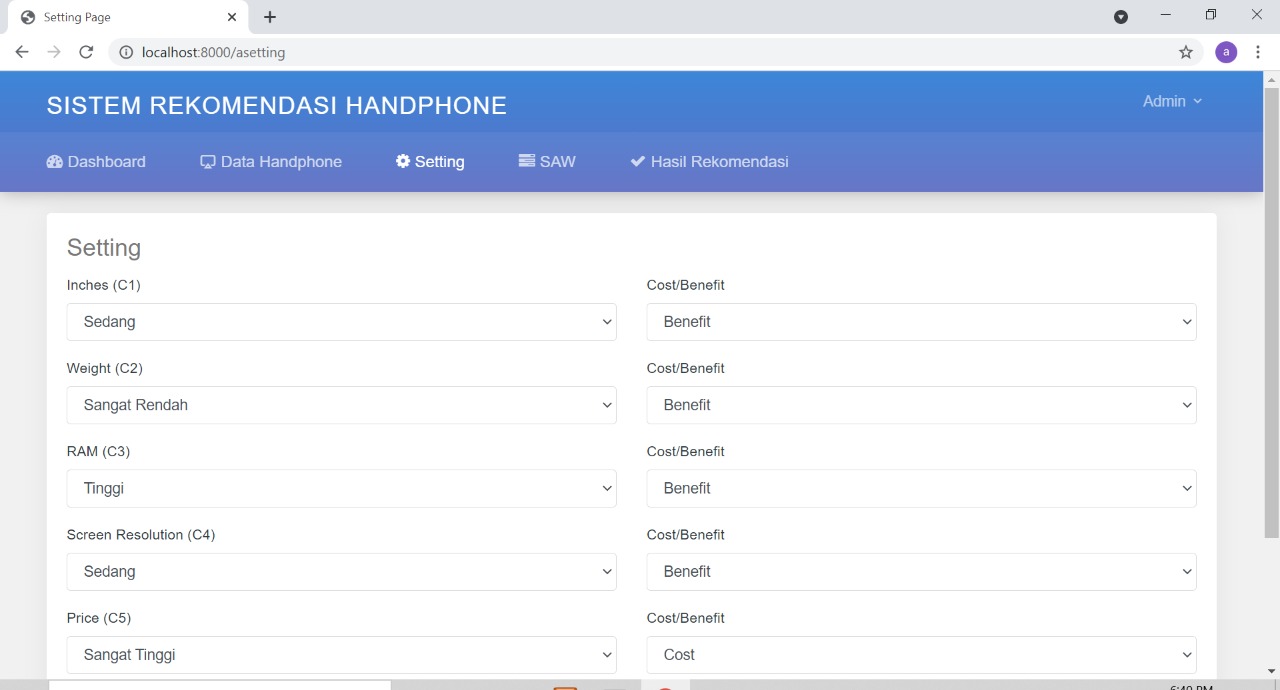 Setting Page
localhost:8000/asetting
a
SISTEM REKOMENDASI HANDPHONE
Admin
Dashboard Data Handphone Setting SAW Hasil Rekomendasi
Setting
Inches (C1) Cost/Benefit
Sedang Benefit
Weight (C2) Cost/Benefit
Sangat Rendah Benefit
RAM (C3) Cost/Benefit
Tinggi Benefit
Screen Resolution (C4) Cost/Benefit
Sedang Benefit
Price (C5) Cost/Benefit
Sangat Tinggi Cost